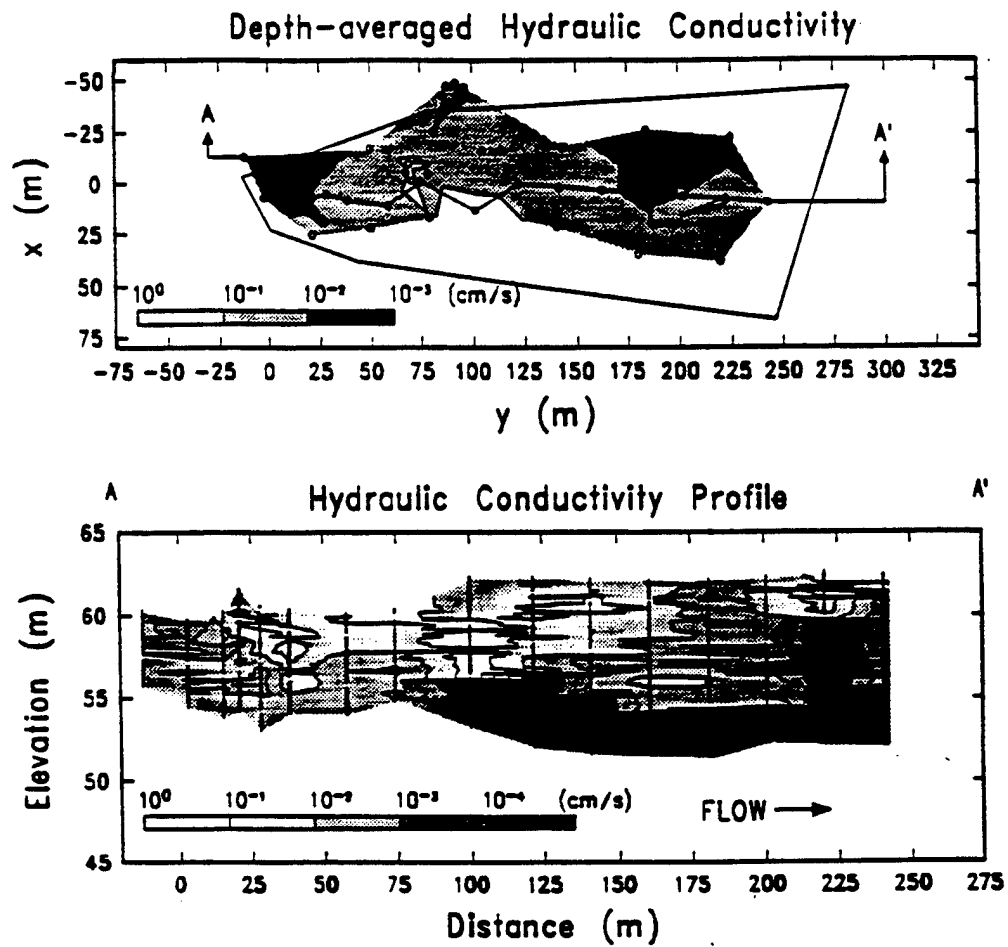 Depth-averaged Hydraulic Conductivity
-50
-25
0
25
50
75
x (m)
A
A'
10⁰ 10⁻¹ 10⁻² 10⁻³ (cm/s)
-75 -50 -25 0 25 50 75 100 125 150 175 200 225 250 275 300 325
y (m)
A A'
Hydraulic Conductivity Profile
65
60
55
50
45
Elevation (m)
10⁰ 10⁻¹ 10⁻² 10⁻³ 10⁻⁴ (cm/s)
FLOW
0 25 50 75 100 125 150 175 200 225 250 275
Distance (m)